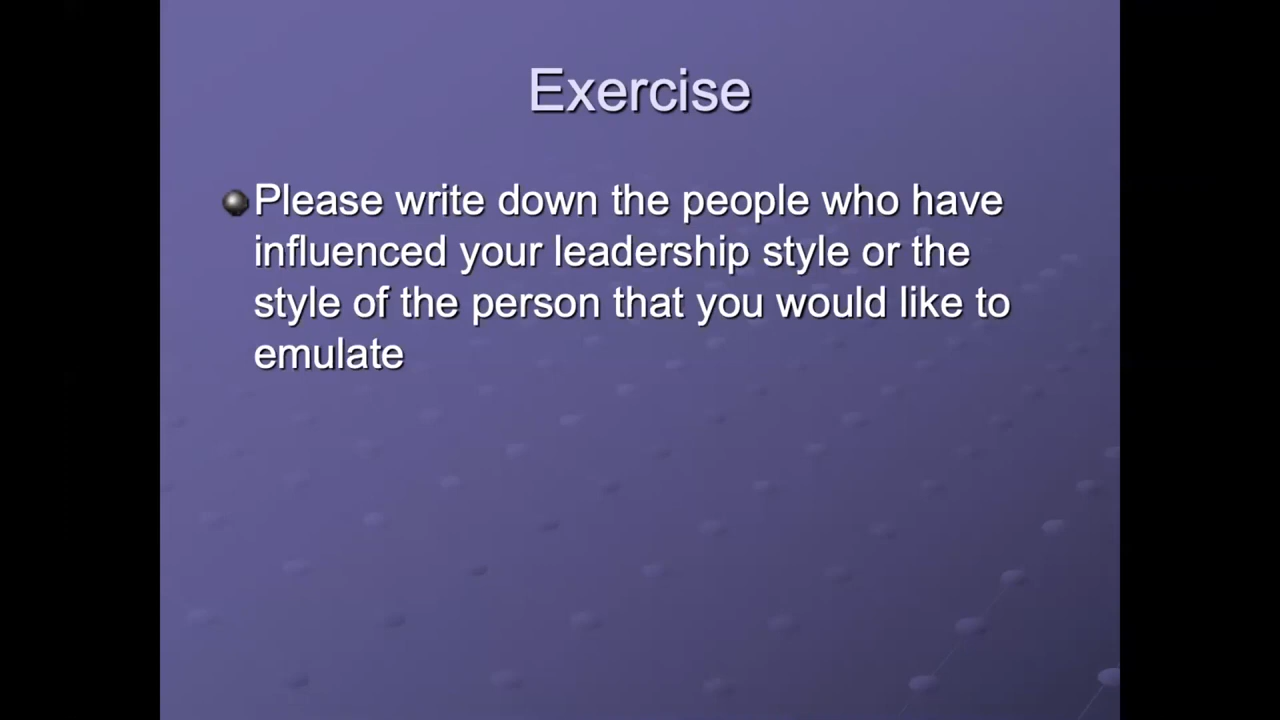 Exercise
Please write down the people who have
influenced your leadership style or the
style of the person that you would like to
emulate